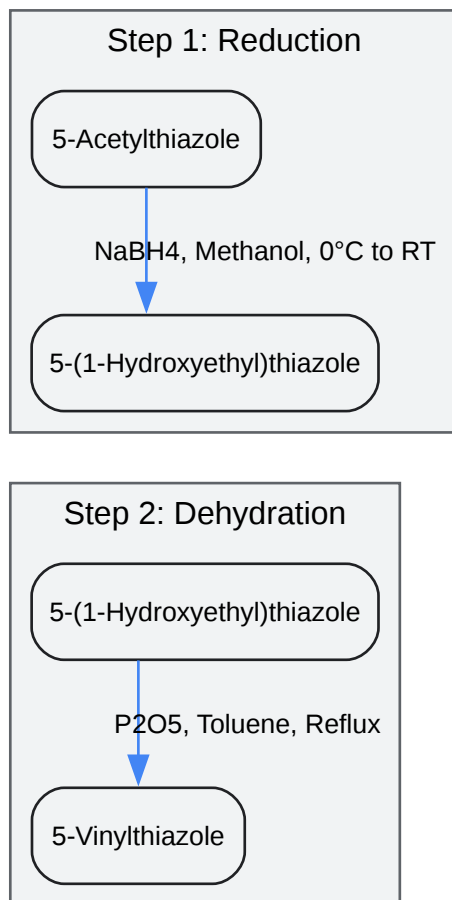 Step 1: Reduction
5-Acetylthiazole
NaBH4, Methanol, 0°C to RT
5-(1-Hydroxyethyl)thiazole
Step 2: Dehydration
5-(1-Hydroxyethyl)thiazole
P2O5, Toluene, Reflux
5-Vinylthiazole